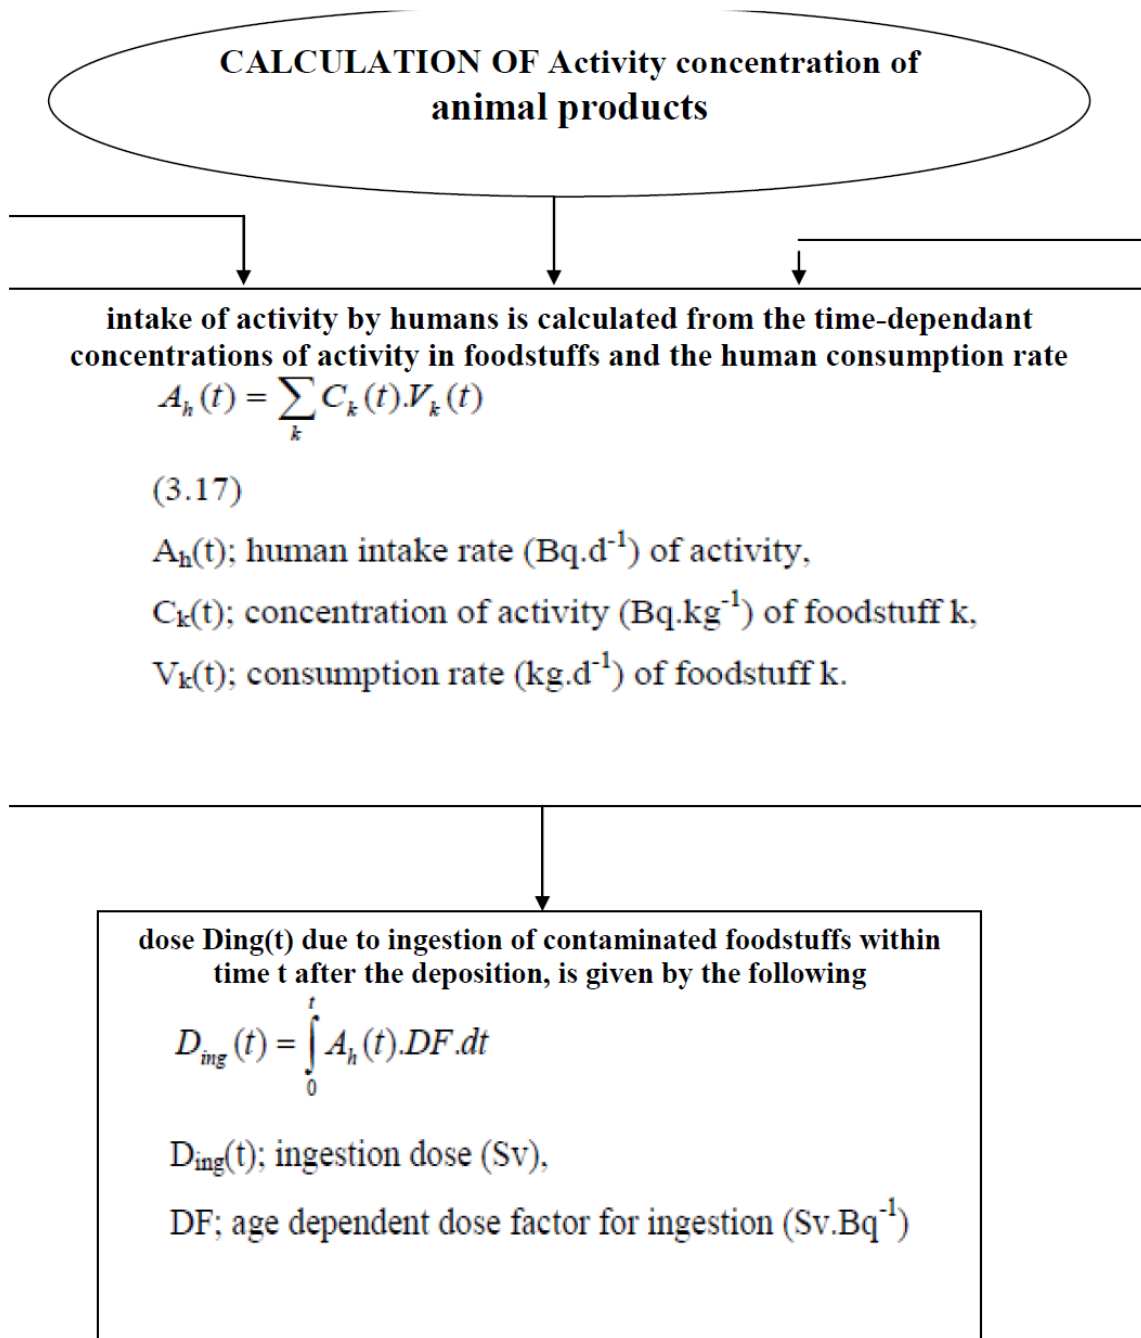 CALCULATION OF Activity concentration of
animal products
intake of activity by humans is calculated from the time-dependant
concentrations of activity in foodstuffs and the human consumption rate
A_h(t) = ∑_k C_k(t).V_k(t)
(3.17)
A_h(t); human intake rate (Bq.d^-1) of activity,
C_k(t); concentration of activity (Bq.kg^-1) of foodstuff k,
V_k(t); consumption rate (kg.d^-1) of foodstuff k.
dose Ding(t) due to ingestion of contaminated foodstuffs within
time t after the deposition, is given by the following
D_ing(t) = ∫_0^t A_h(t).DF.dt
D_ing(t); ingestion dose (Sv),
DF; age dependent dose factor for ingestion (Sv.Bq^-1)